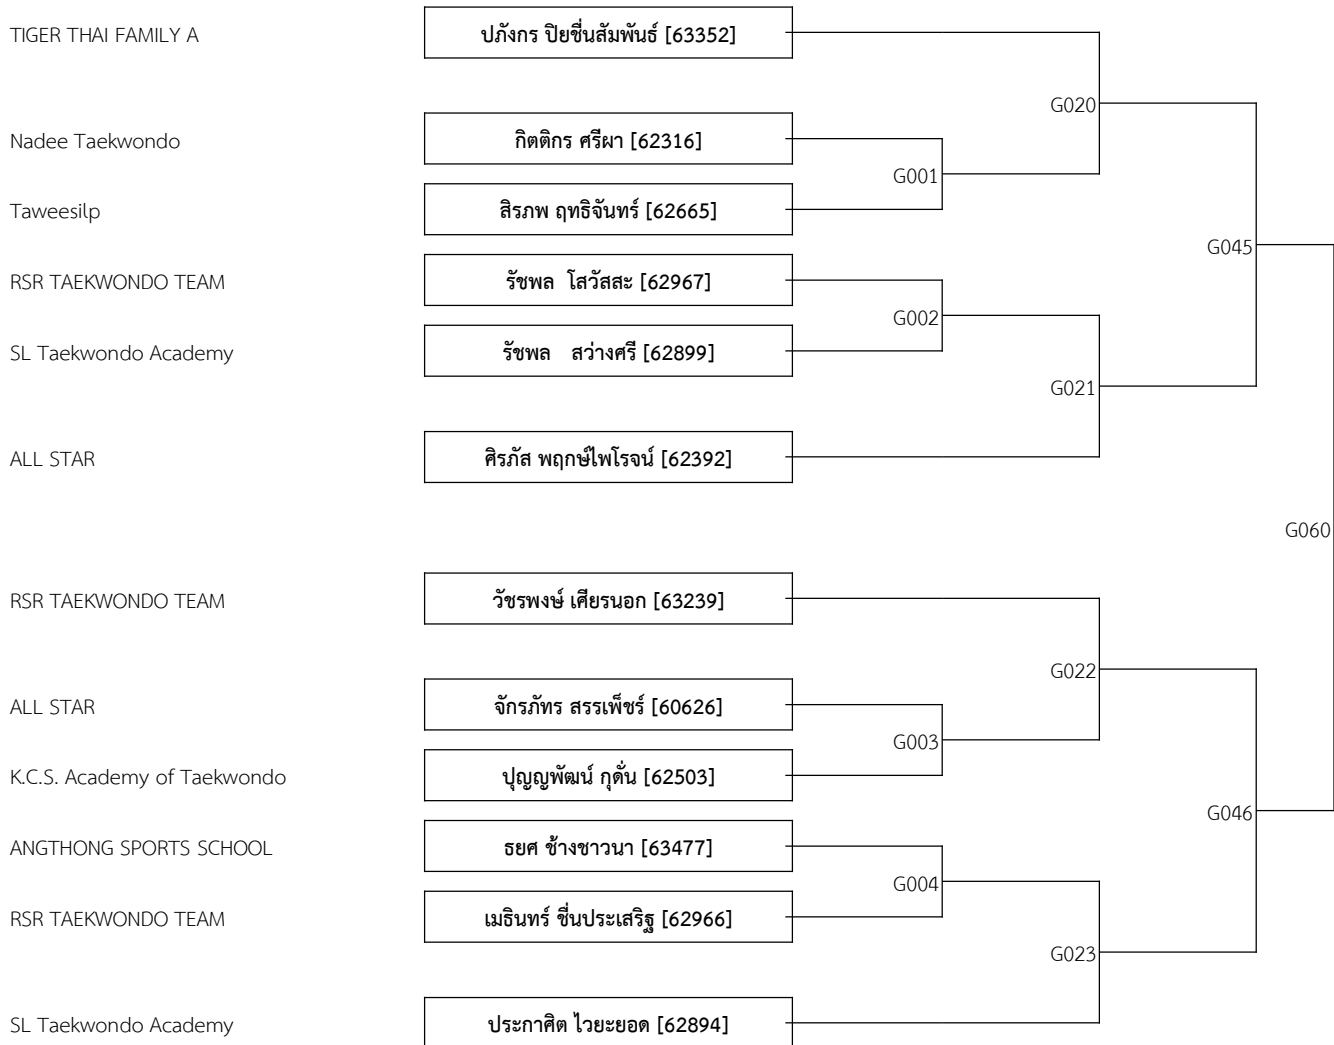 TIGER THAI FAMILY A
ปภังกร ปิยชื่นสัมพันธ์ [63352]
G020
Nadee Taekwondo
กิตติกร ศรีผา [62316]
G001
Taweesilp
สิรภพ ฤทธิจันทร์ [62665]
G045
RSR TAEKWONDO TEAM
รัชพล โสวัสสะ [62967]
G002
SL Taekwondo Academy
รัชพล สว่างศรี [62899]
G021
ALL STAR
ศิรภัส พฤกษ์ไพโรจน์ [62392]
G060
RSR TAEKWONDO TEAM
วัชรพงษ์ เศียรนอก [63239]
G022
ALL STAR
จักรภัทร สรรเพ็ชร์ [60626]
G003
K.C.S. Academy of Taekwondo
ปุญญพัฒน์ กุดั่น [62503]
G046
ANGTHONG SPORTS SCHOOL
ธยศ ช้างชาวนา [63477]
G004
RSR TAEKWONDO TEAM
เมธินทร์ ชื่นประเสริฐ [62966]
G023
SL Taekwondo Academy
ประกาศิต ไวยะยอด [62894]